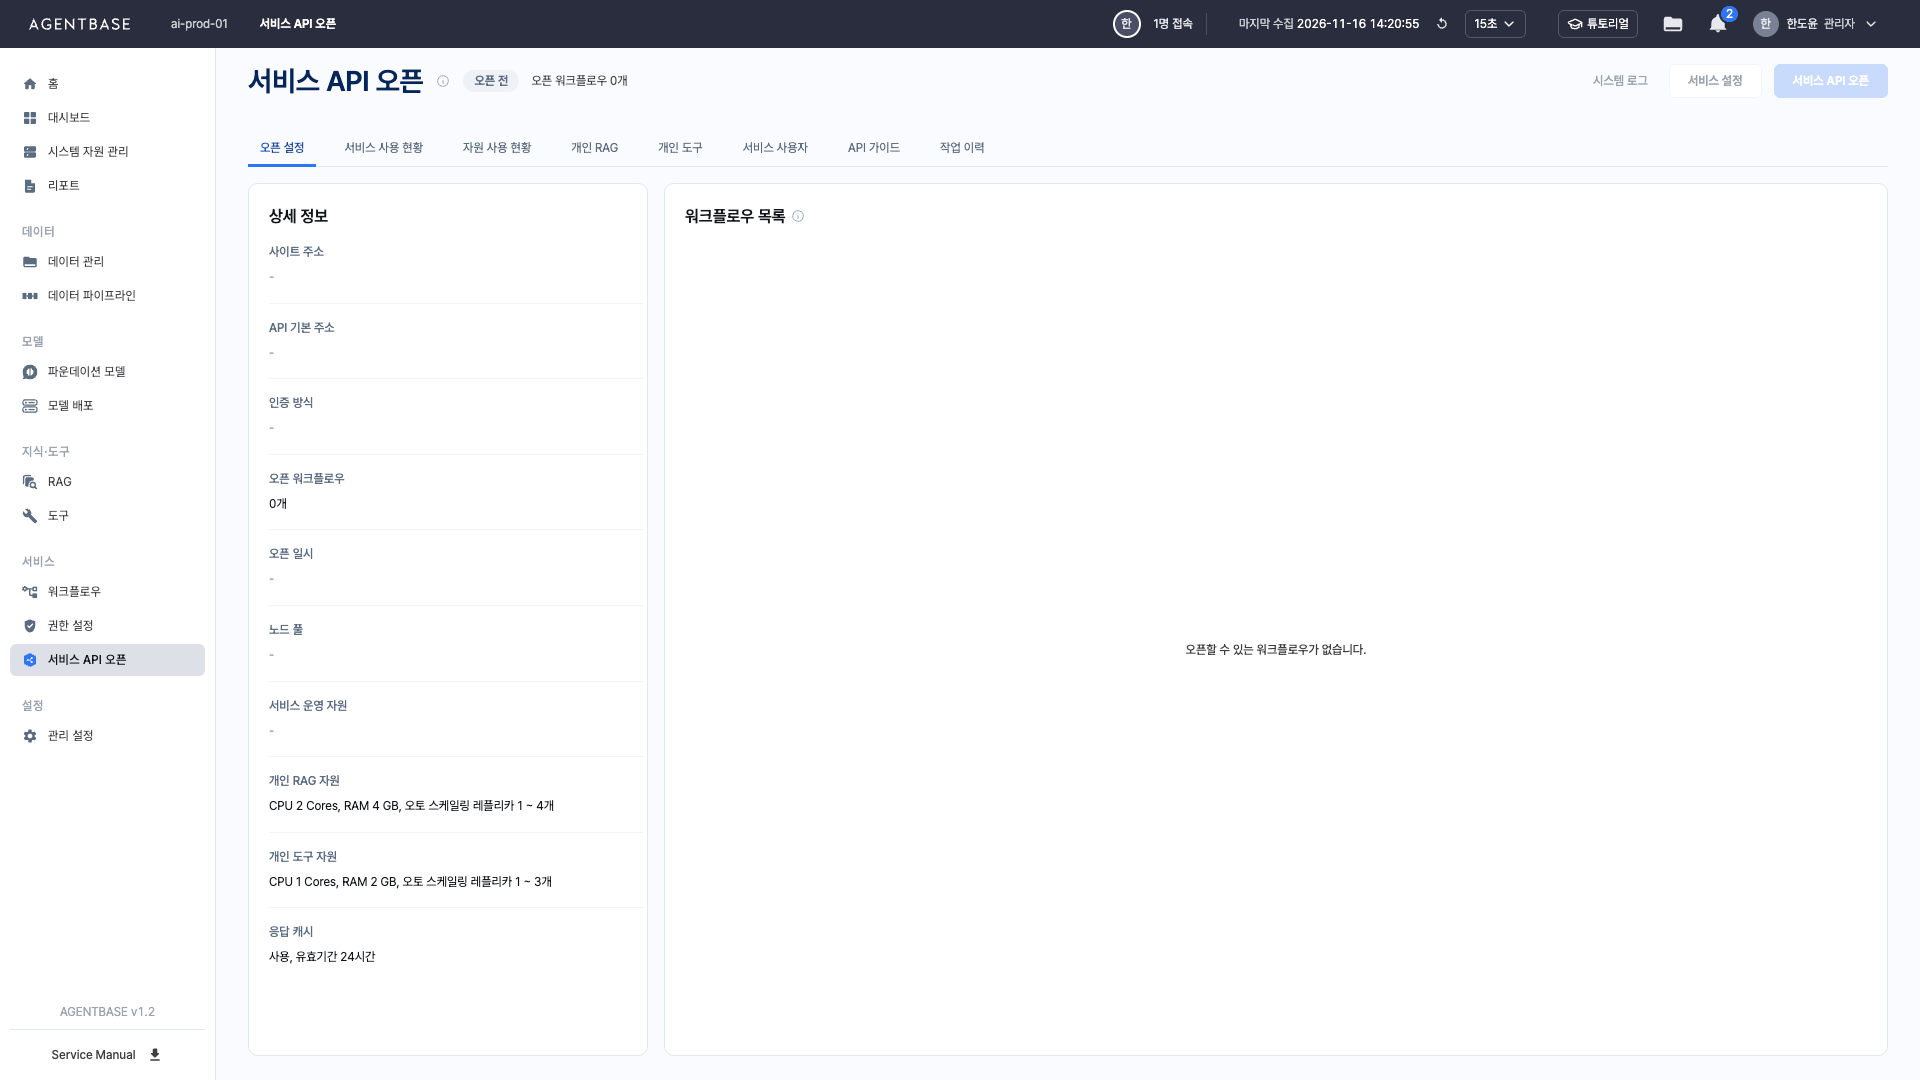 AGENTBASE
ai-prod-01
서비스 API 오픈
한
1명 접속
마지막 수집 2026-11-16 14:20:55
15초
튜토리얼
2
한
한도윤 관리자
홈
대시보드
시스템 자원 관리
리포트
데이터
데이터 관리
데이터 파이프라인
모델
파운데이션 모델
모델 배포
지식·도구
RAG
도구
서비스
워크플로우
권한 설정
서비스 API 오픈
설정
관리 설정
AGENTBASE v1.2
Service Manual
서비스 API 오픈
오픈 전
오픈 워크플로우 0개
시스템 로그
서비스 설정
서비스 API 오픈
오픈 설정
서비스 사용 현황
자원 사용 현황
개인 RAG
개인 도구
서비스 사용자
API 가이드
작업 이력
상세 정보
사이트 주소
-
API 기본 주소
-
인증 방식
-
오픈 워크플로우
0개
오픈 일시
-
노드 풀
-
서비스 운영 자원
-
개인 RAG 자원
CPU 2 Cores, RAM 4 GB, 오토 스케일링 레플리카 1 ~ 4개
개인 도구 자원
CPU 1 Cores, RAM 2 GB, 오토 스케일링 레플리카 1 ~ 3개
응답 캐시
사용, 유효기간 24시간
워크플로우 목록
오픈할 수 있는 워크플로우가 없습니다.